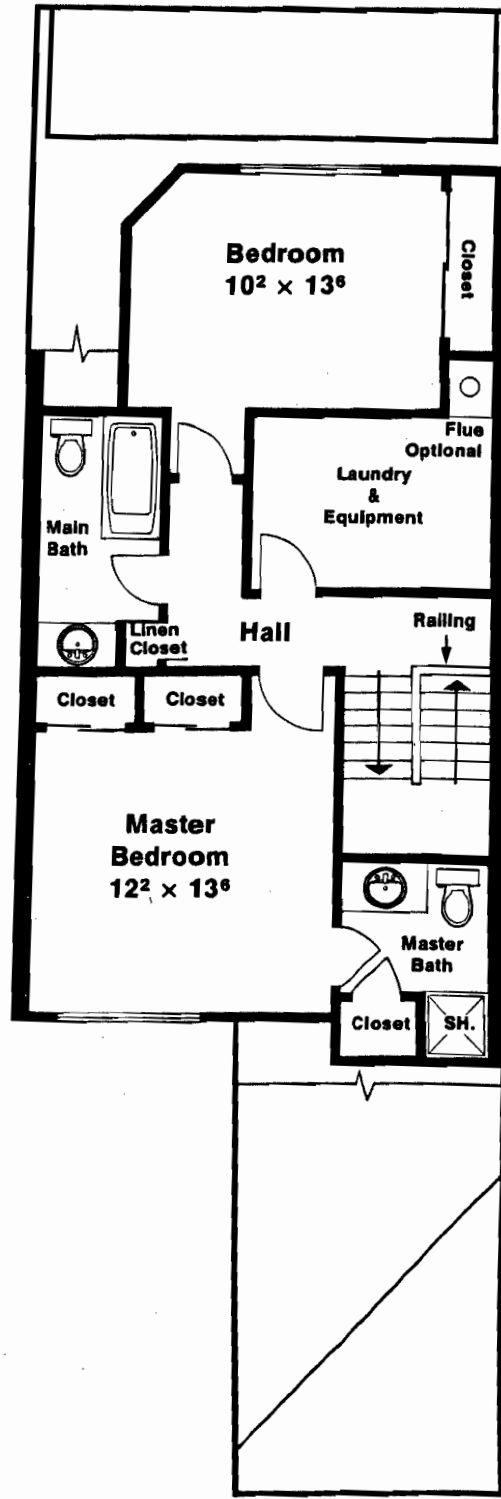 Bedroom
10² × 13⁶
Closet
Flue
Optional
Laundry
&
Equipment
Main
Bath
Linen
Closet
Hall
Railing
Closet
Closet
Master
Bedroom
12² × 13⁶
Master
Bath
Closet
SH.